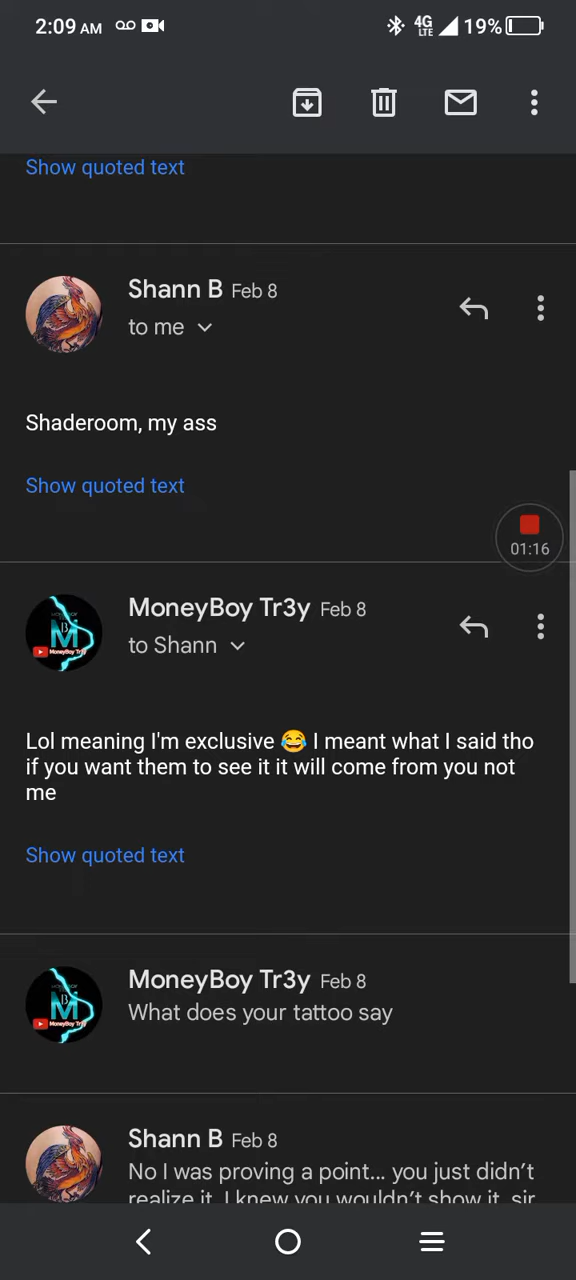 2:09 AM 4G LTE 19%
Show quoted text
Shann B Feb 8
to me
Shaderoom, my ass
Show quoted text
01:16
MoneyBoy Tr3y Feb 8
to Shann
Lol meaning I'm exclusive 😂 I meant what I said tho
if you want them to see it it will come from you not
me
Show quoted text
MoneyBoy Tr3y Feb 8
What does your tattoo say
Shann B Feb 8
No I was proving a point... you just didn't
realize it. I knew you wouldn't show it, sir